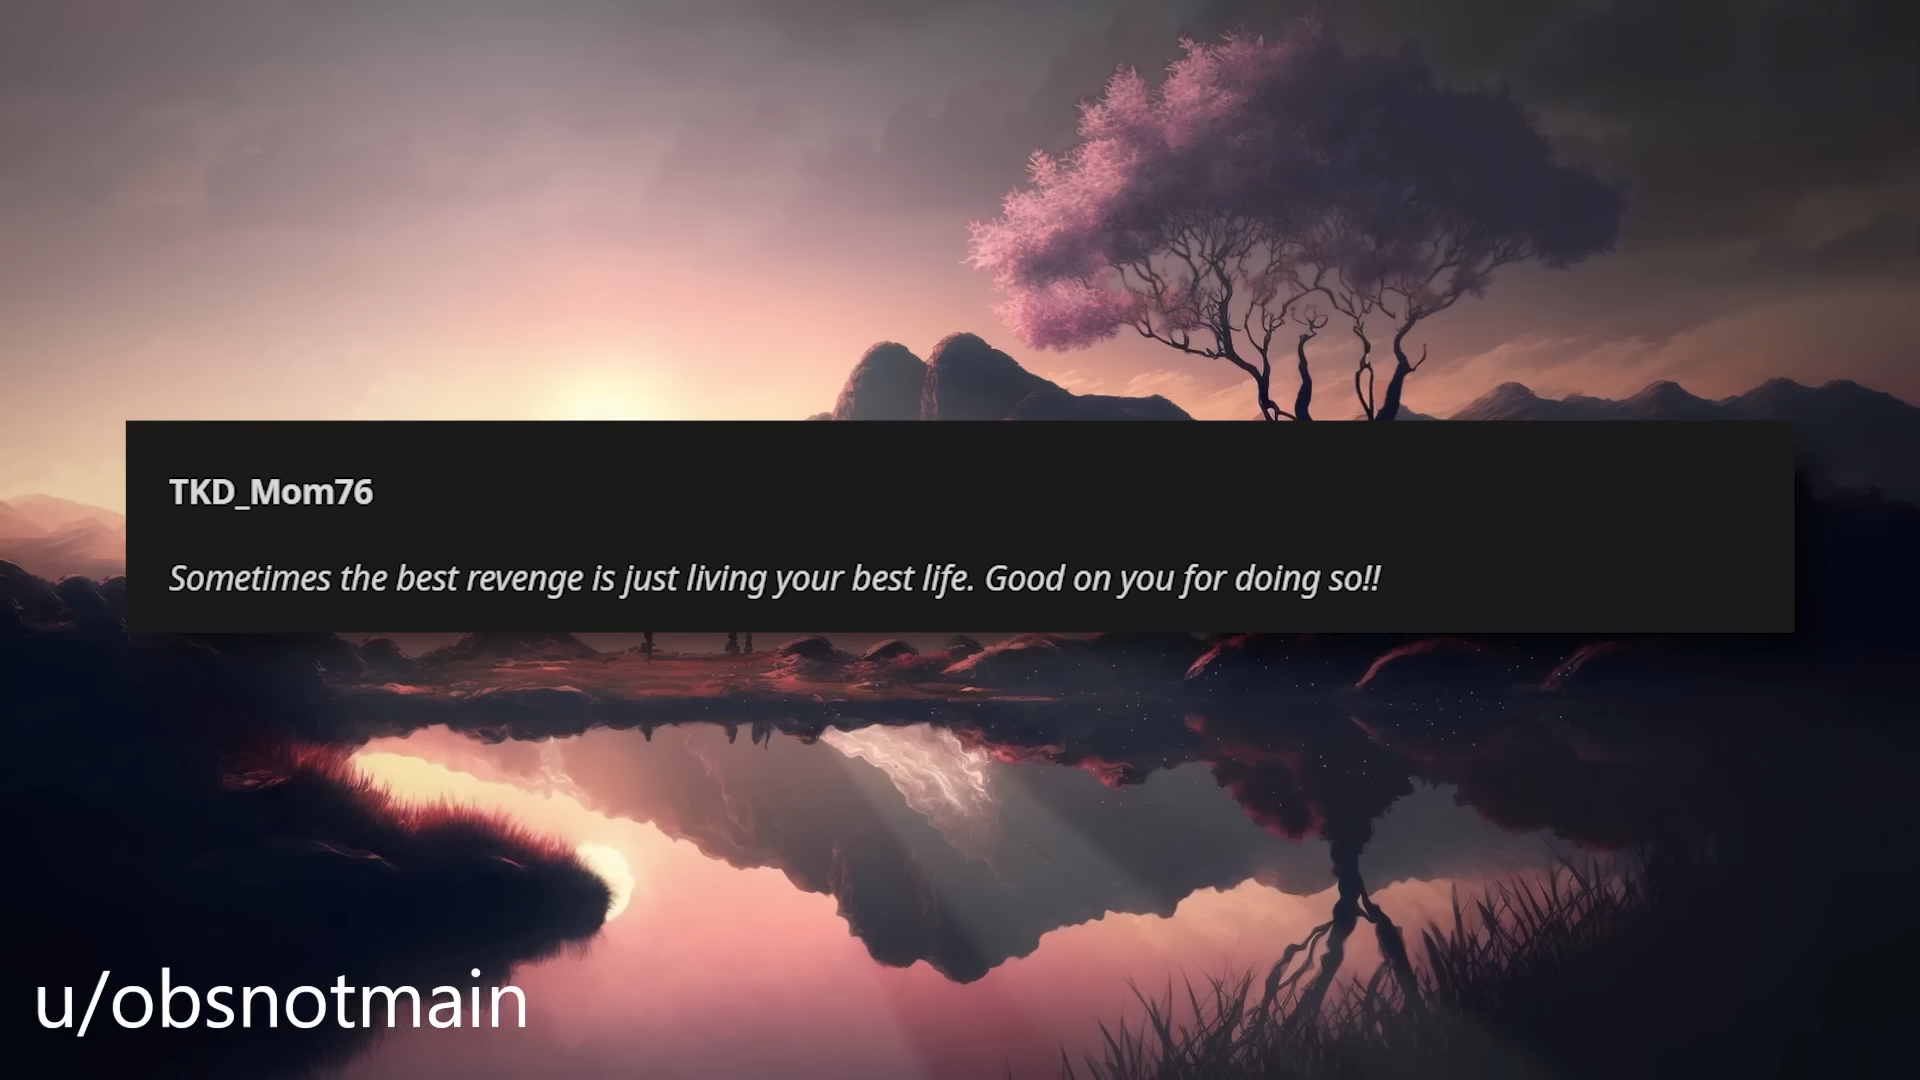 TKD_Mom76
Sometimes the best revenge is just living your best life. Good on you for doing so!!
u/obsnotmain